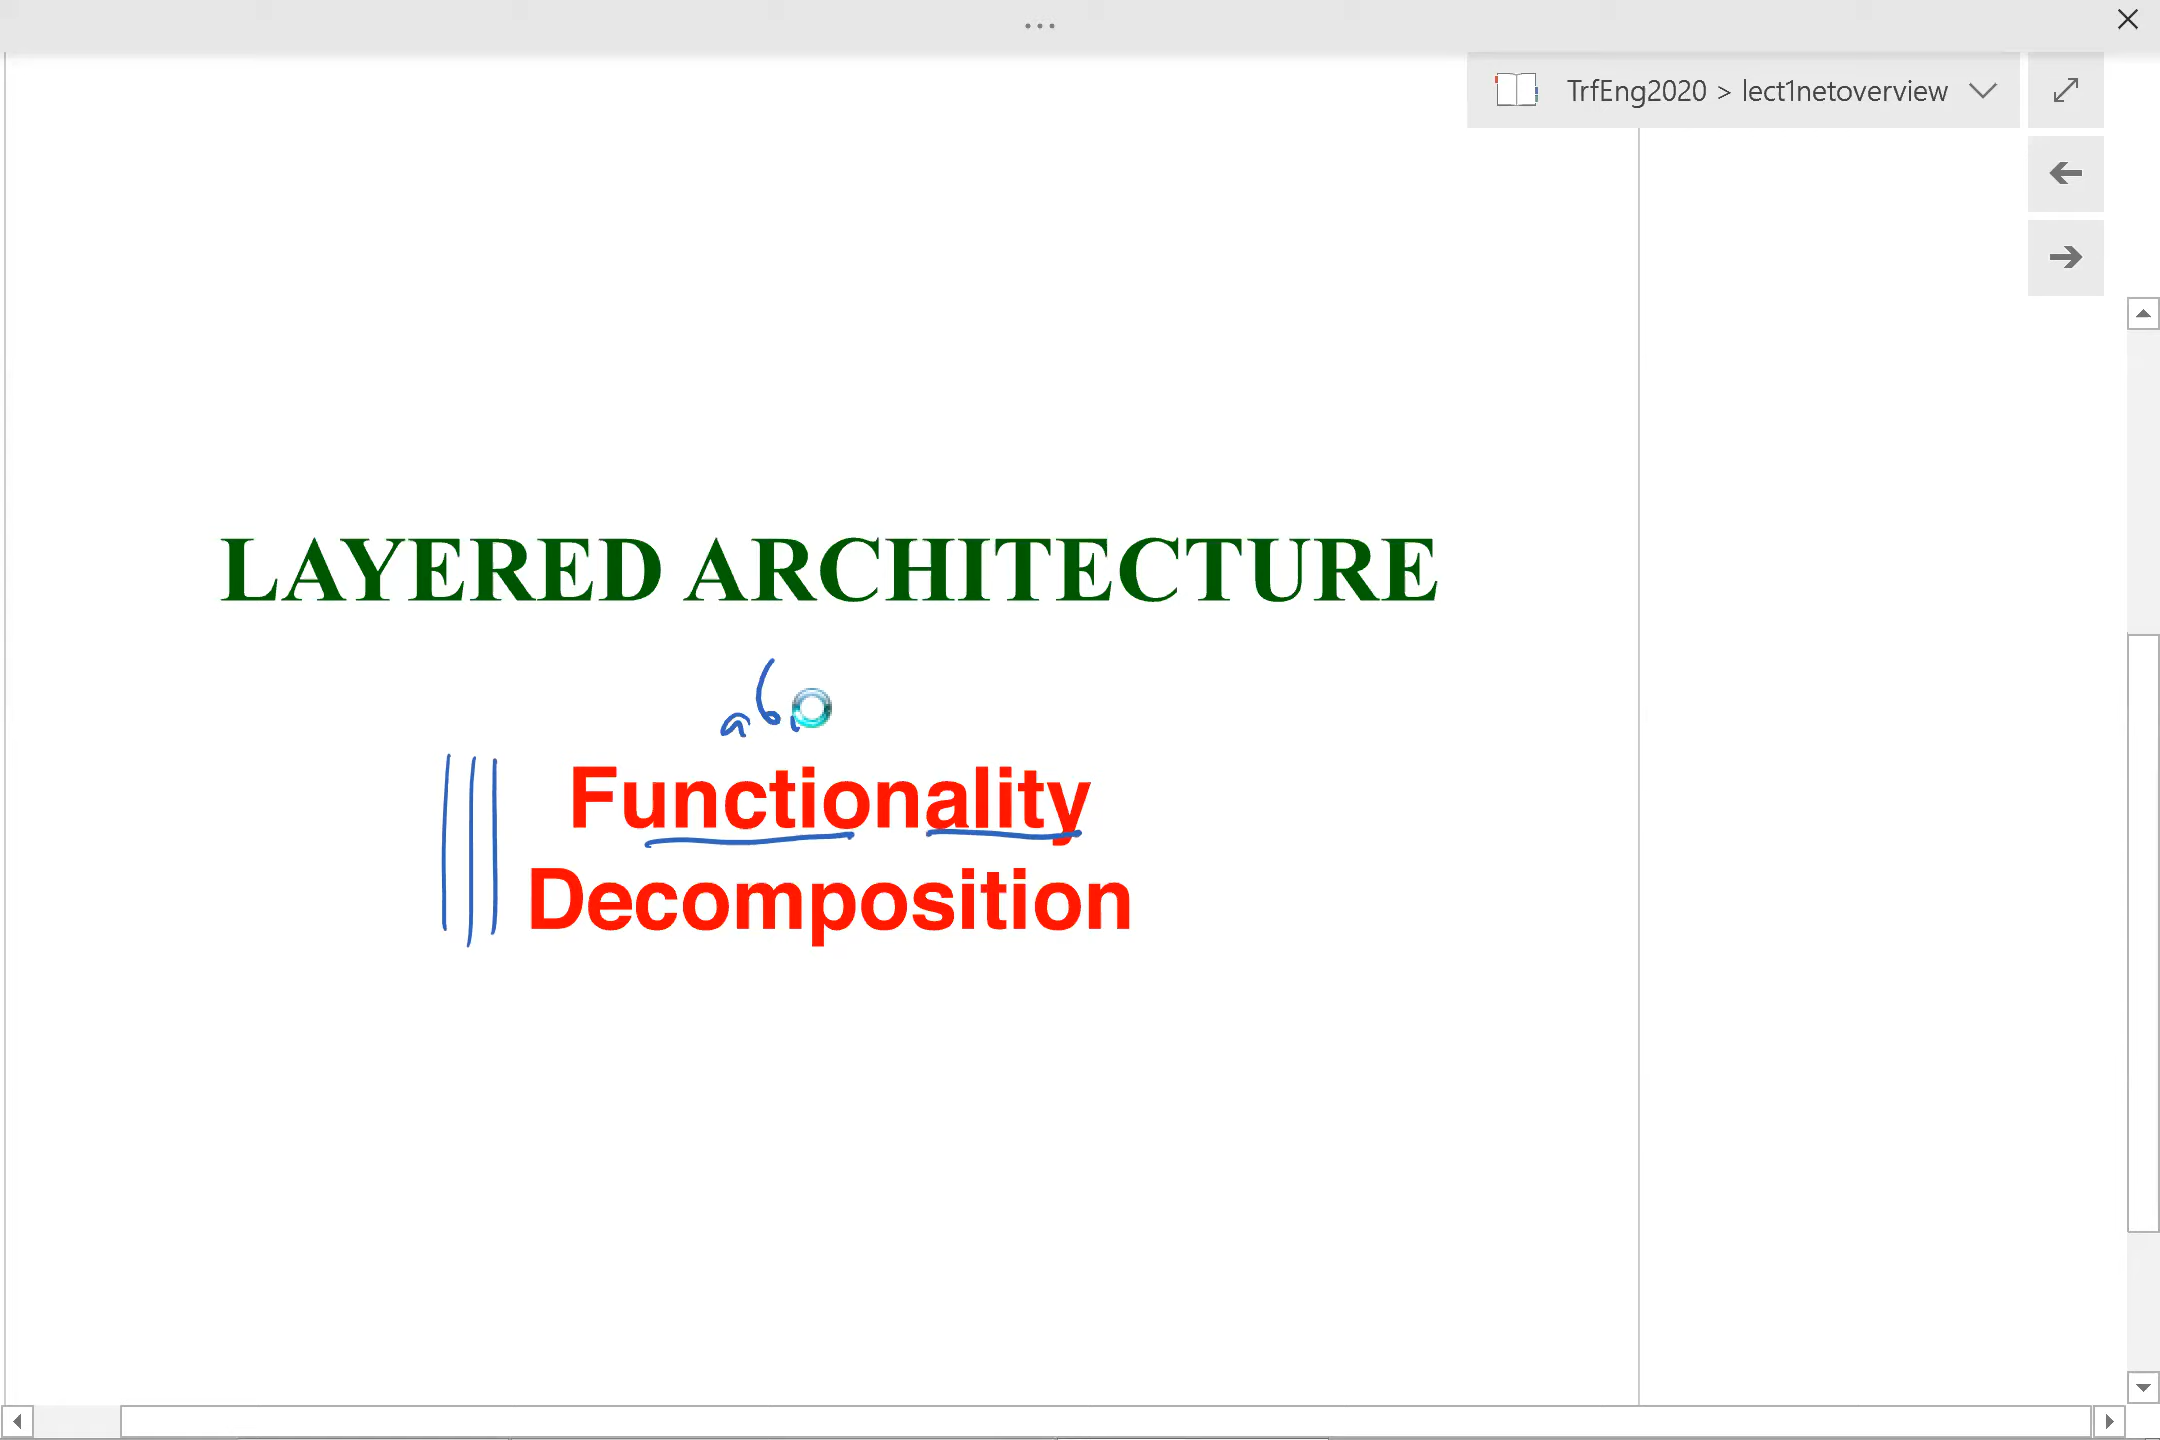 TrfEng2020 > lect1netoverview
LAYERED ARCHITECTURE
Functionality
Decomposition